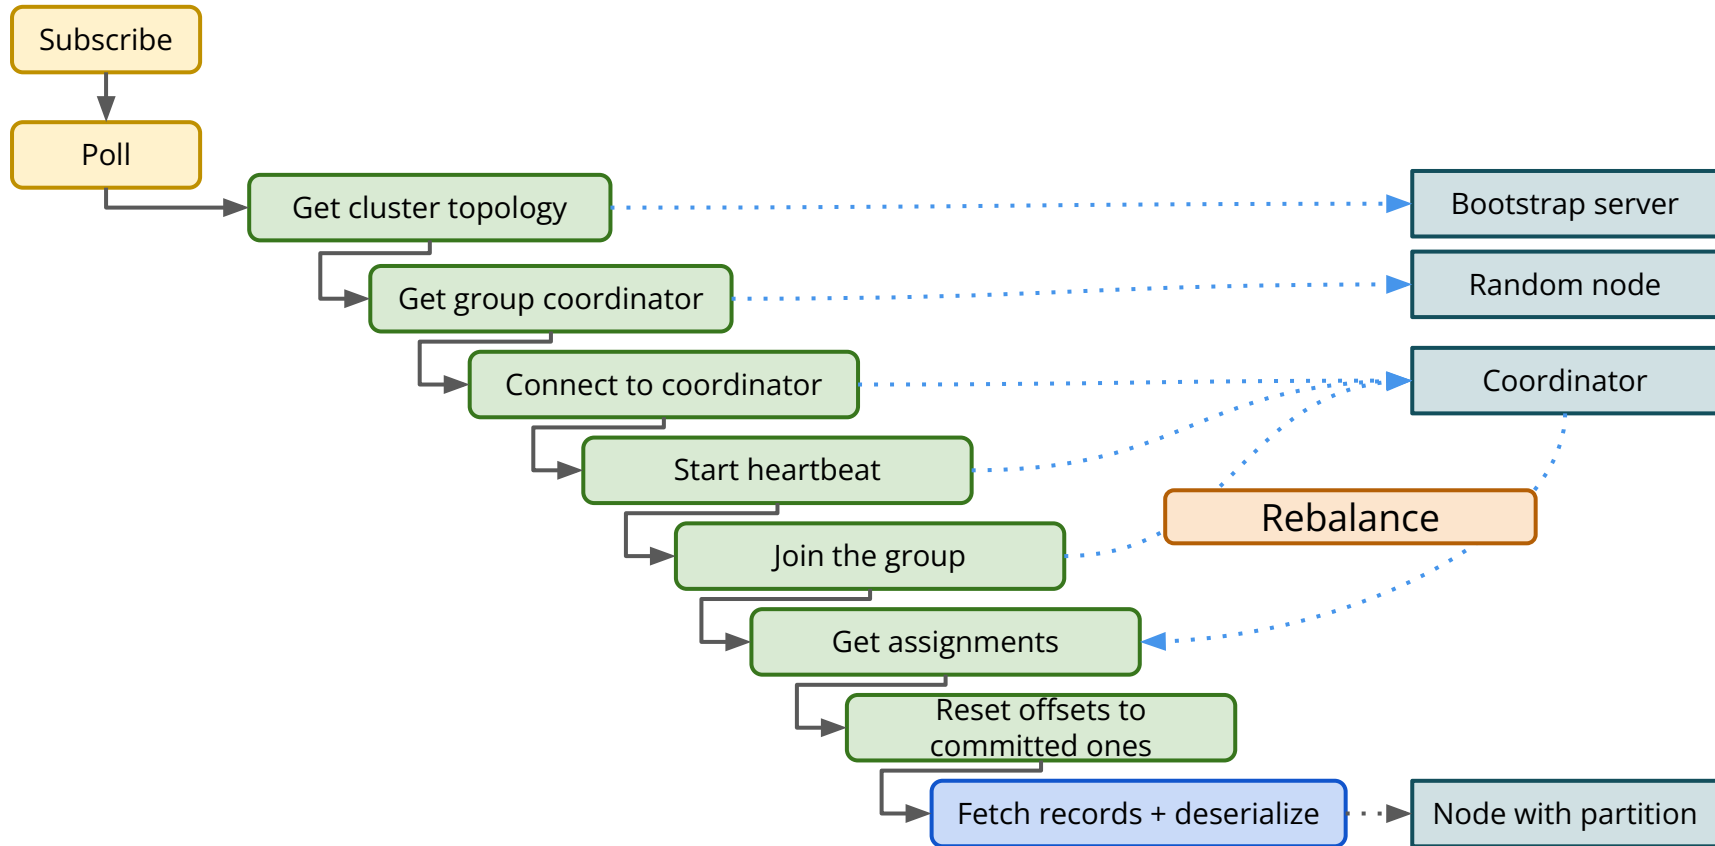 Subscribe
Poll
Get cluster topology
Bootstrap server
Get group coordinator
Random node
Connect to coordinator
Coordinator
Start heartbeat
Rebalance
Join the group
Get assignments
Reset offsets to
committed ones
Fetch records + deserialize
Node with partition